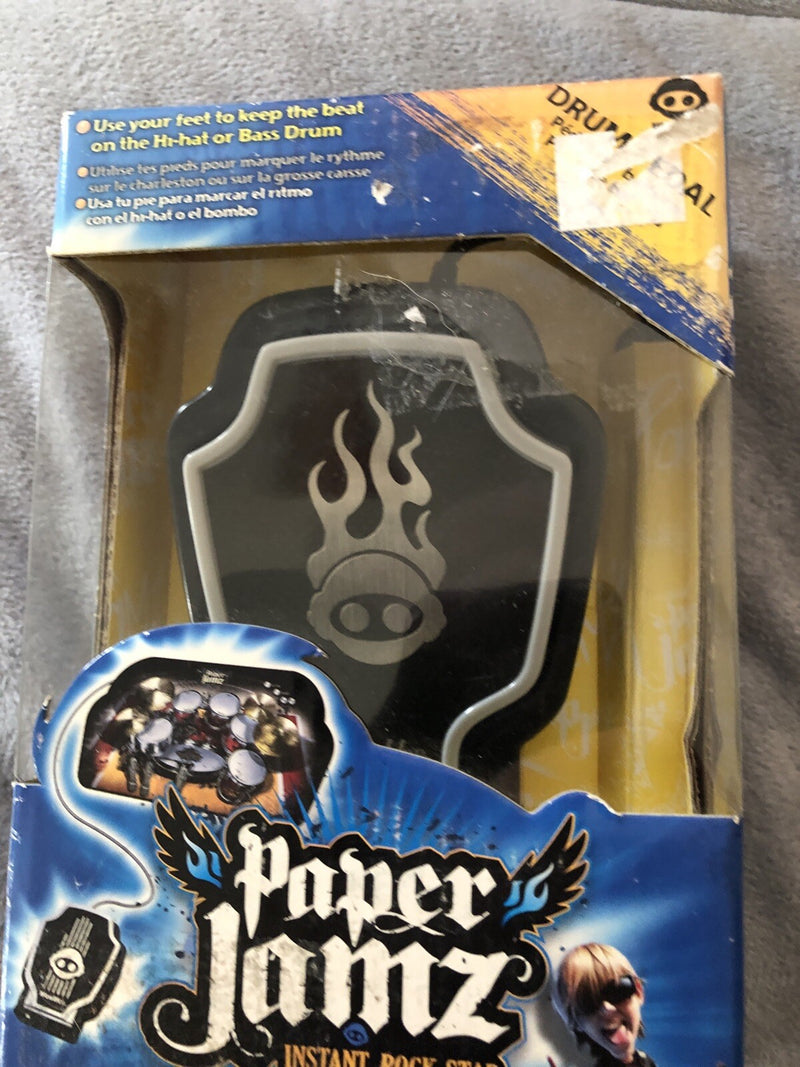 Use your feet to keep the beat
on the Hi-hat or Bass Drum
Utilise tes pieds pour marquer le rythme
sur le charleston ou sur la grosse caisse
Usa tu pie para marcar el ritmo
con el hi-hat o el bombo
DRUM
Paper
Jamz
Paper
Jamz
INSTANT ROCK STAR